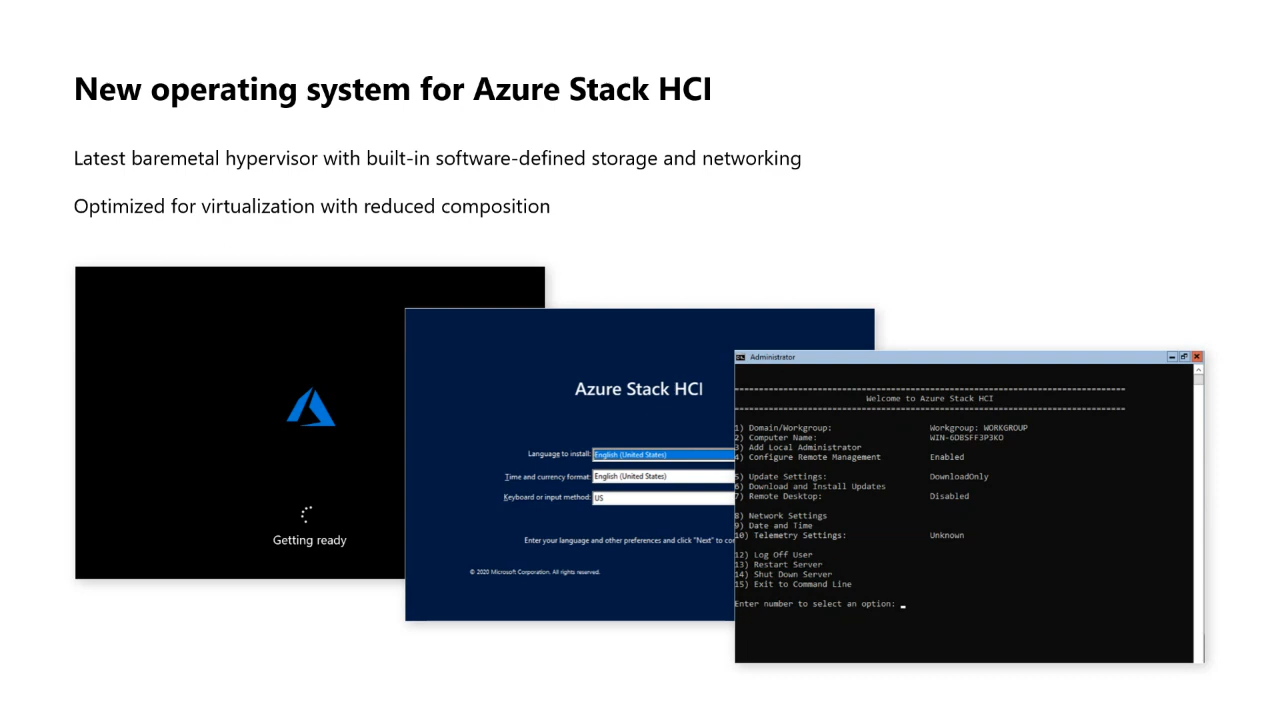 New operating system for Azure Stack HCI
Latest baremetal hypervisor with built-in software-defined storage and networking
Optimized for virtualization with reduced composition
Getting ready
Azure Stack HCI
Language to install: English (United States)
Time and currency format: English (United States)
Keyboard or input method: US
Enter your language and other preferences and click "Next" to
© 2020 Microsoft Corporation. All rights reserved.
Administrator
Welcome to Azure Stack HCI
1) Domain/Workgroup: Workgroup: WORKGROUP
2) Computer Name: WIN-6DBSFF3P3KO
3) Add Local Administrator
4) Configure Remote Management Enabled
5) Update Settings: DownloadOnly
6) Download and Install Updates
7) Remote Desktop: Disabled
8) Network Settings
9) Date and Time
10) Telemetry Settings: Unknown
12) Log Off User
13) Restart Server
14) Shut Down Server
15) Exit to Command Line
Enter number to select an option: